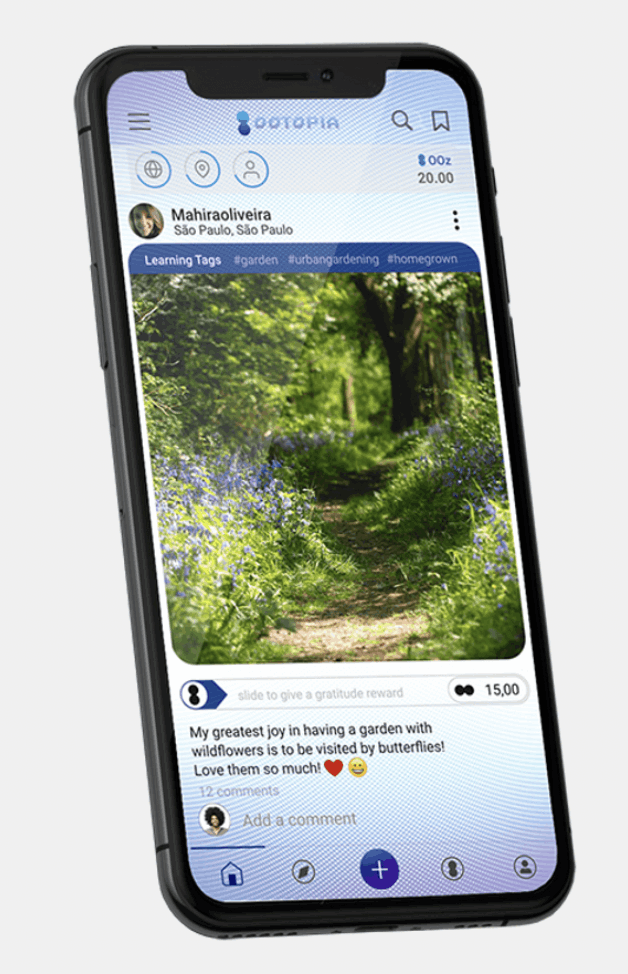 OOTOPIA
OOz
20.00
Mahiraoliveira
São Paulo, São Paulo
Learning Tags #garden #urbangardening #homegrown
slide to give a gratitude reward 15,00
My greatest joy in having a garden with
wildflowers is to be visited by butterflies!
Love them so much! ❤️ 😀
12 comments
Add a comment